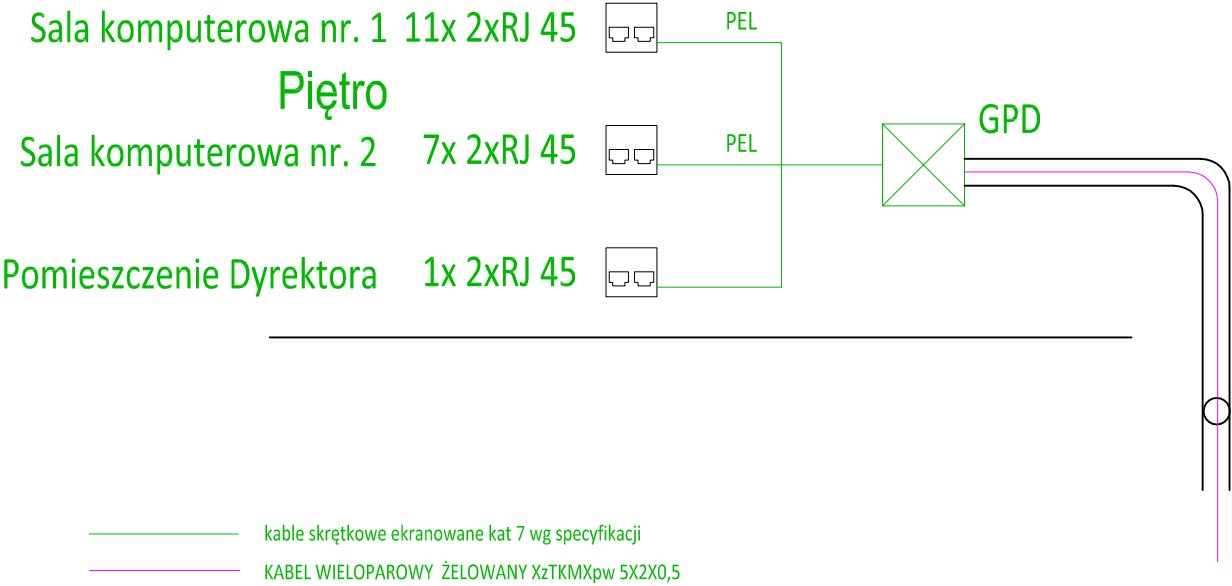 Sala komputerowa nr. 1 11x 2xRJ 45 PEL
Piętro
GPD
Sala komputerowa nr. 2 7x 2xRJ 45 PEL
Pomieszczenie Dyrektora 1x 2xRJ 45
kable skrętkowe ekranowane kat 7 wg specyfikacji
KABEL WIELOPAROWY ŻELOWANY XzTKMXpw 5X2X0,5